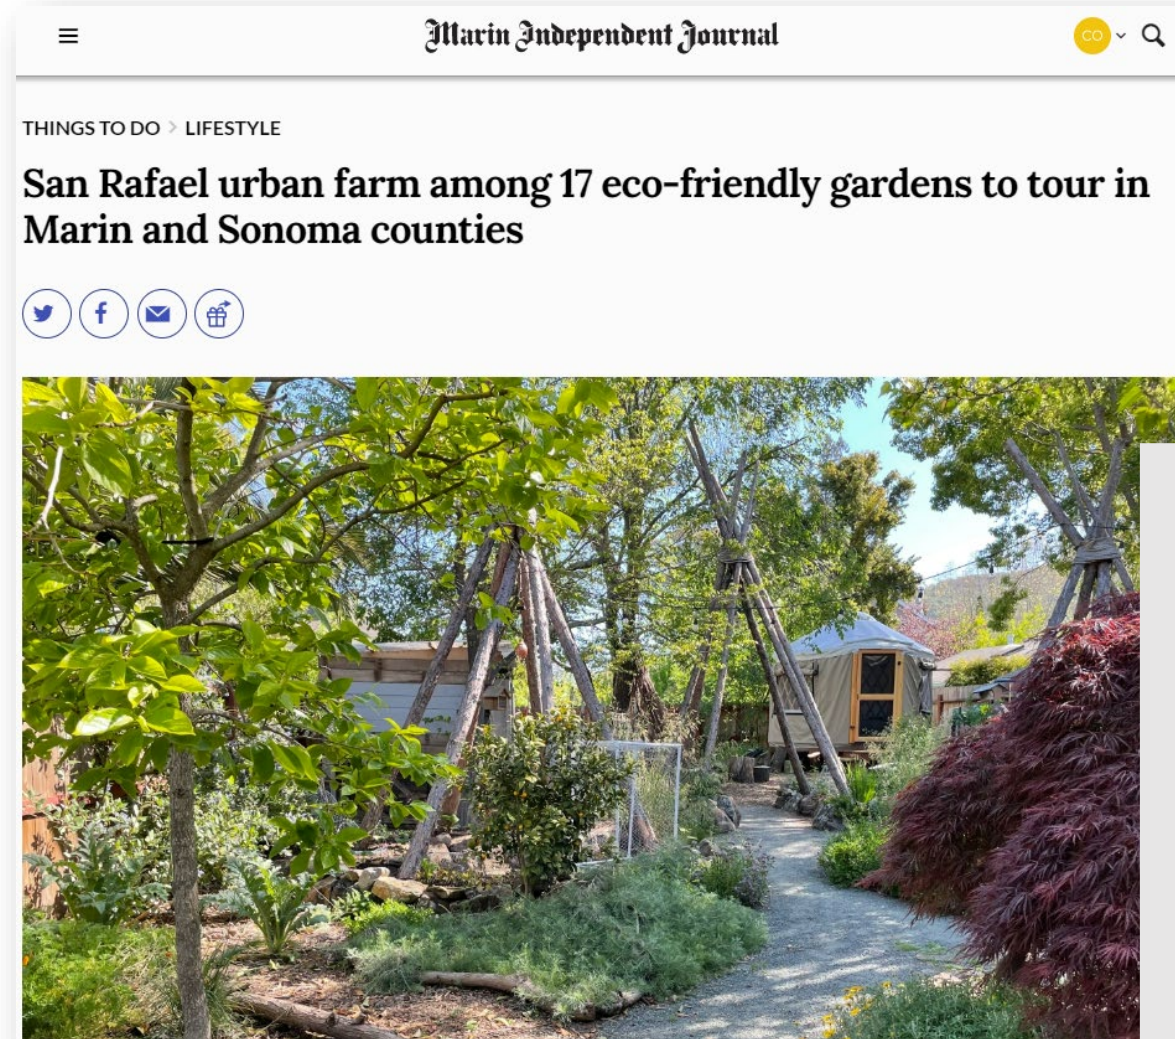 Marin Independent Journal
CO
THINGS TO DO > LIFESTYLE
San Rafael urban farm among 17 eco-friendly gardens to tour in
Marin and Sonoma counties